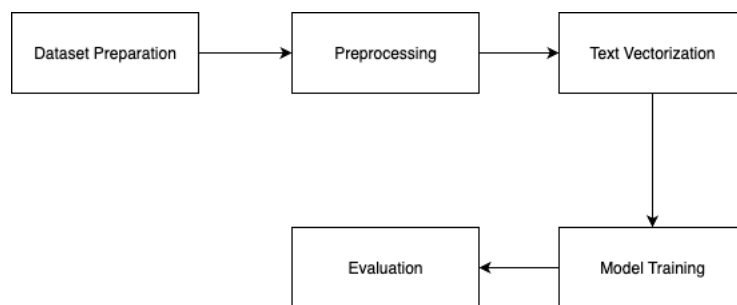 Dataset Preparation
Preprocessing
Text Vectorization
Evaluation
Model Training